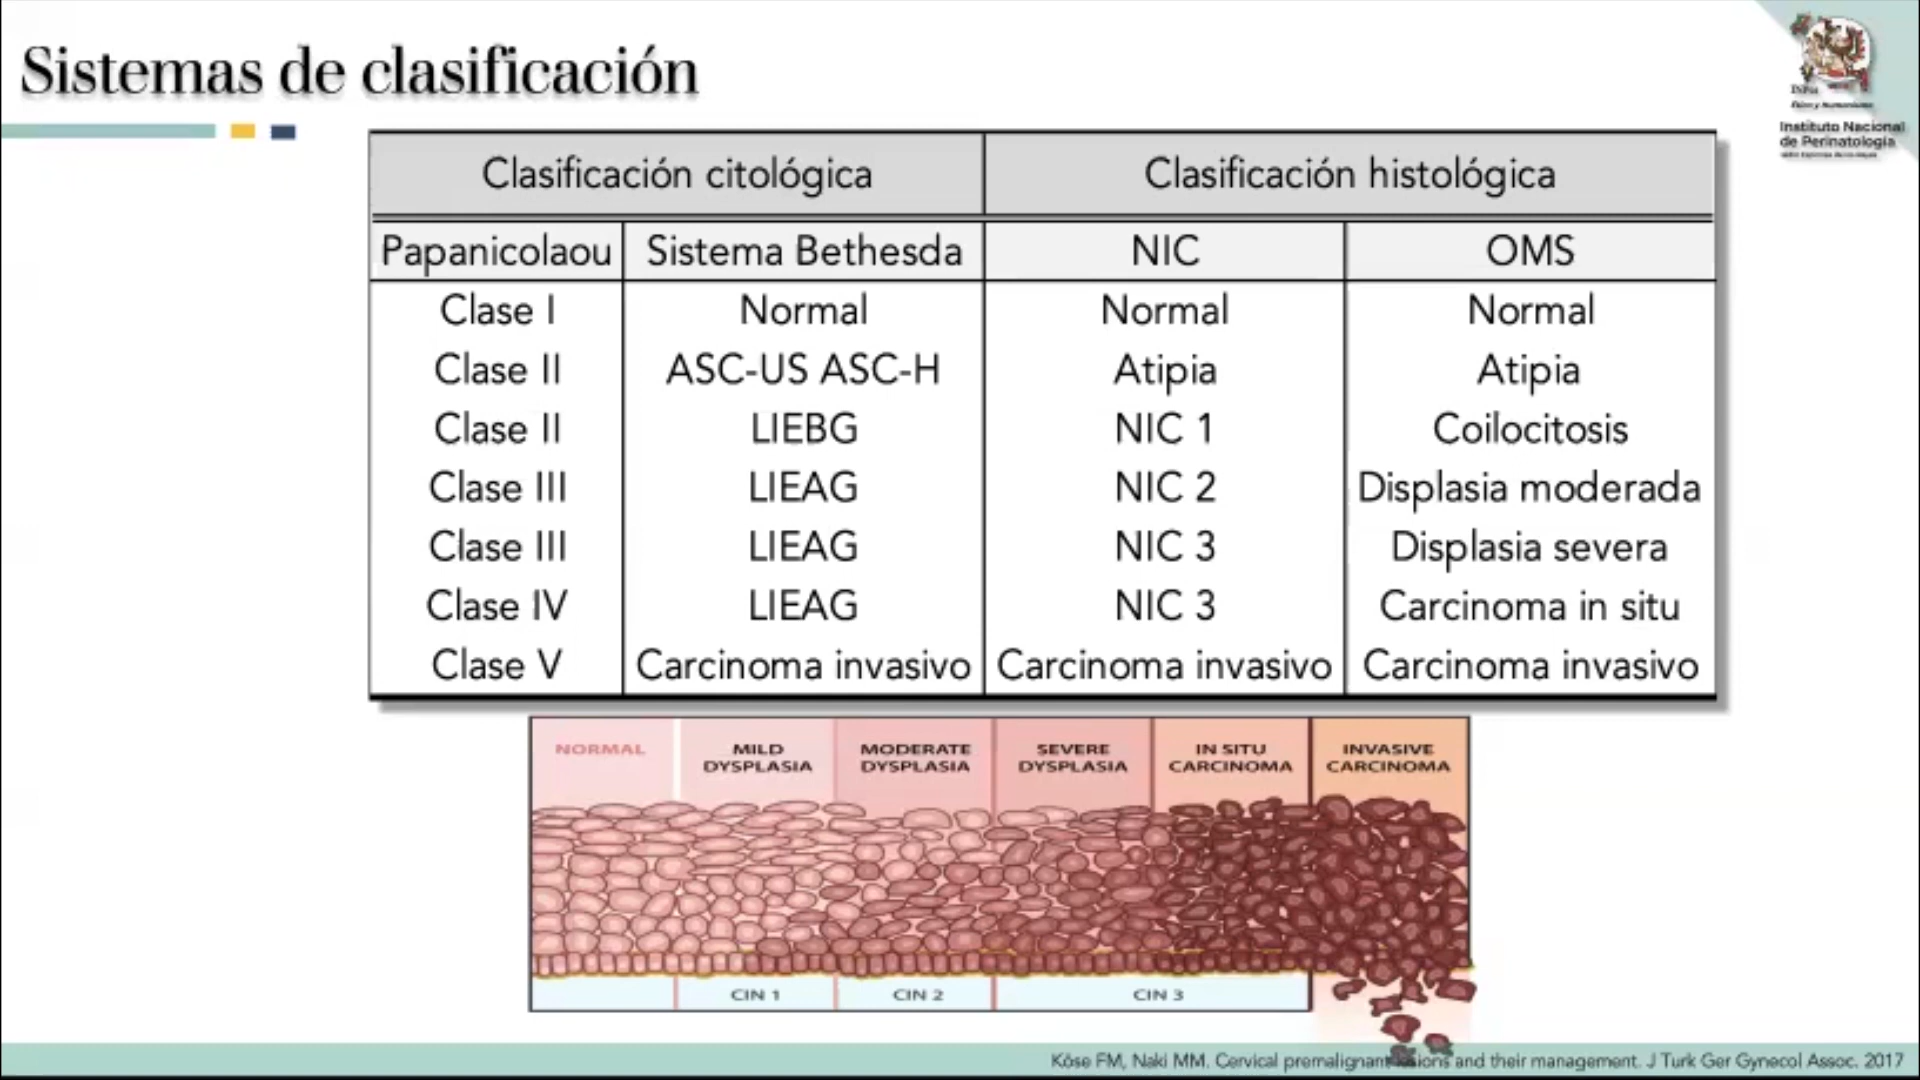 Sistemas de clasificación
Instituto Nacional
de Perinatología
Clasificación citológica Clasificación histológica
Papanicolaou Sistema Bethesda NIC OMS
Clase I Normal Normal Normal
Clase II ASC-US ASC-H Atipia Atipia
Clase II LIEBG NIC 1 Coilocitosis
Clase III LIEAG NIC 2 Displasia moderada
Clase III LIEAG NIC 3 Displasia severa
Clase IV LIEAG NIC 3 Carcinoma in situ
Clase V Carcinoma invasivo Carcinoma invasivo Carcinoma invasivo
NORMAL MILD DYSPLASIA MODERATE DYSPLASIA SEVERE DYSPLASIA IN SITU CARCINOMA INVASIVE CARCINOMA
CIN 1 CIN 2 CIN 3
Köse FM, Naki MM. Cervical premalignant and their management. J Turk Ger Gynecol Assoc. 2017